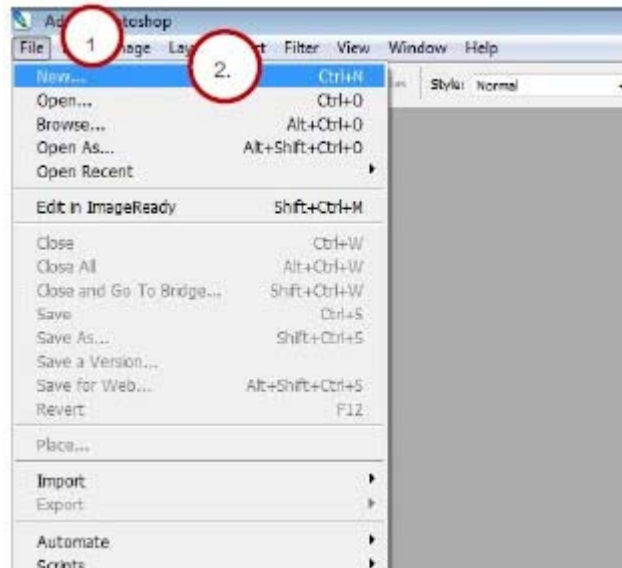 Ad toshop
File 1 age Lay 2. t Filter View Window Help
New... Ctrl+N
Style: Normal
Open... Ctrl+O
Browse... Alt+Ctrl+O
Open As... Alt+Shift+Ctrl+O
Open Recent
Edit in ImageReady Shift+Ctrl+M
Close Ctrl+W
Close All Alt+Ctrl+W
Close and Go To Bridge... Shift+Ctrl+W
Save Ctrl+S
Save As... Shift+Ctrl+S
Save a Version...
Save for Web... Alt+Shift+Ctrl+S
Revert F12
Place...
Import
Export
Automate
Scripts